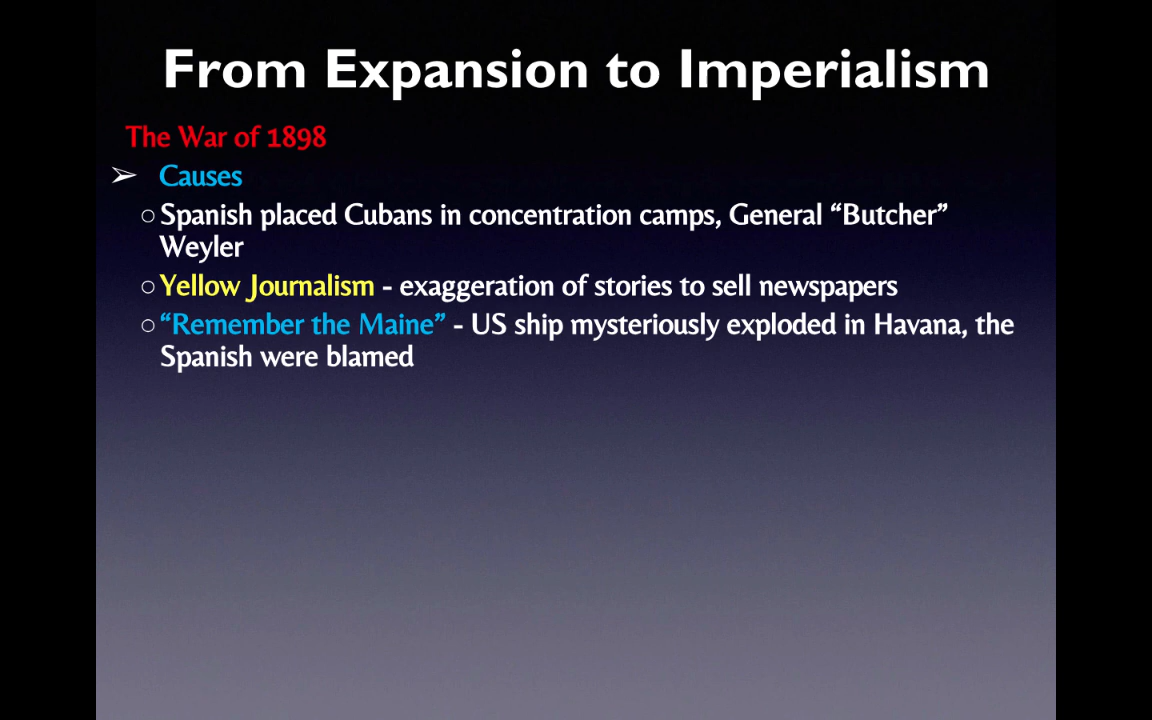 From Expansion to Imperialism
The War of 1898
➢ Causes
○ Spanish placed Cubans in concentration camps, General “Butcher”
Weyler
○ Yellow Journalism - exaggeration of stories to sell newspapers
○ “Remember the Maine” - US ship mysteriously exploded in Havana, the
Spanish were blamed